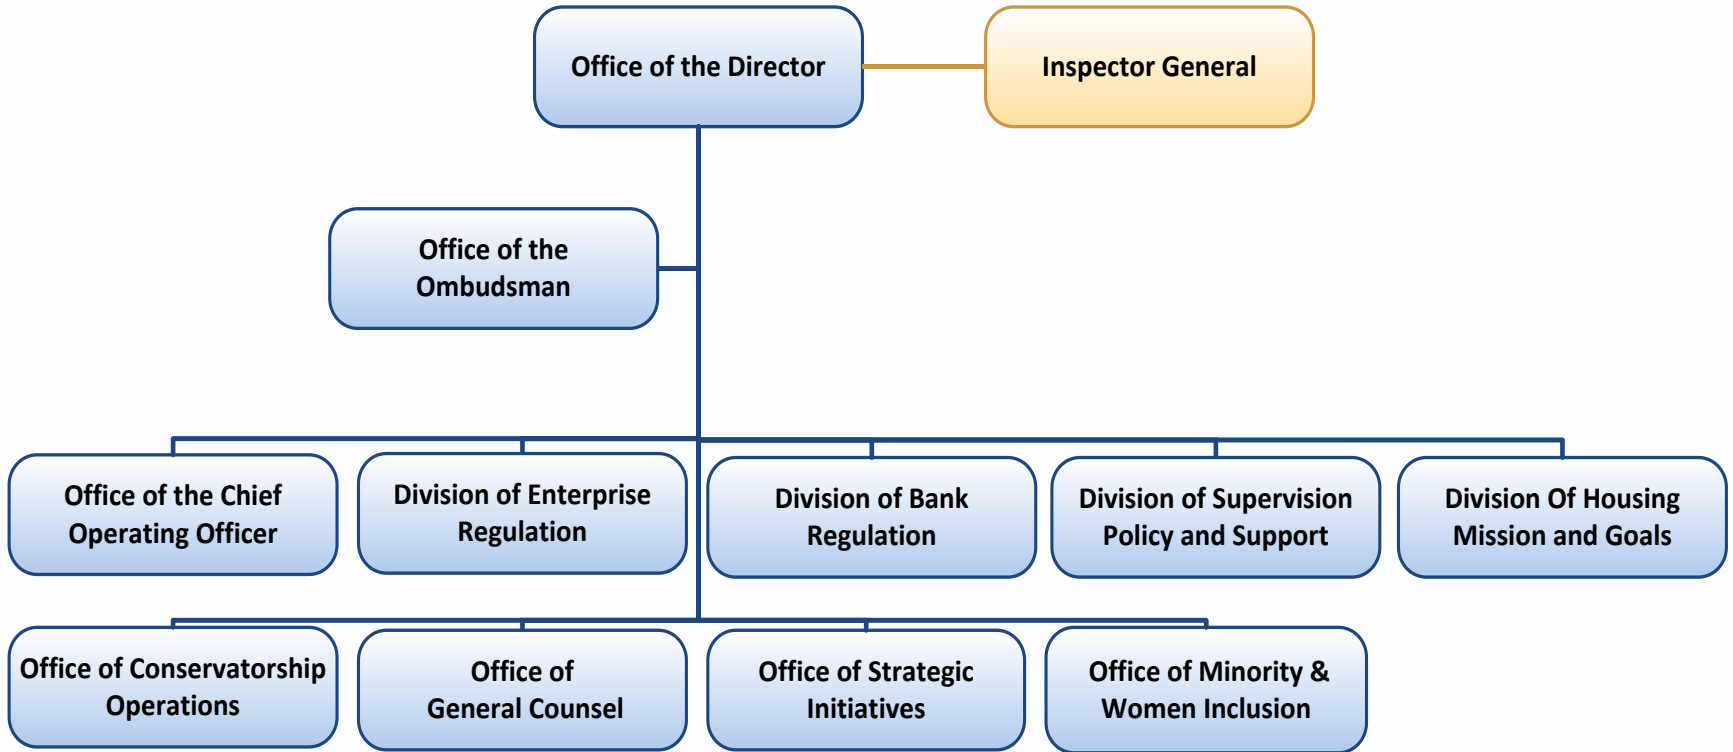 Office of the Director
Inspector General
Office of the
Ombudsman
Office of the Chief
Operating Officer
Division of Enterprise
Regulation
Division of Bank
Regulation
Division of Supervision
Policy and Support
Division Of Housing
Mission and Goals
Office of Conservatorship
Operations
Office of
General Counsel
Office of Strategic
Initiatives
Office of Minority &
Women Inclusion